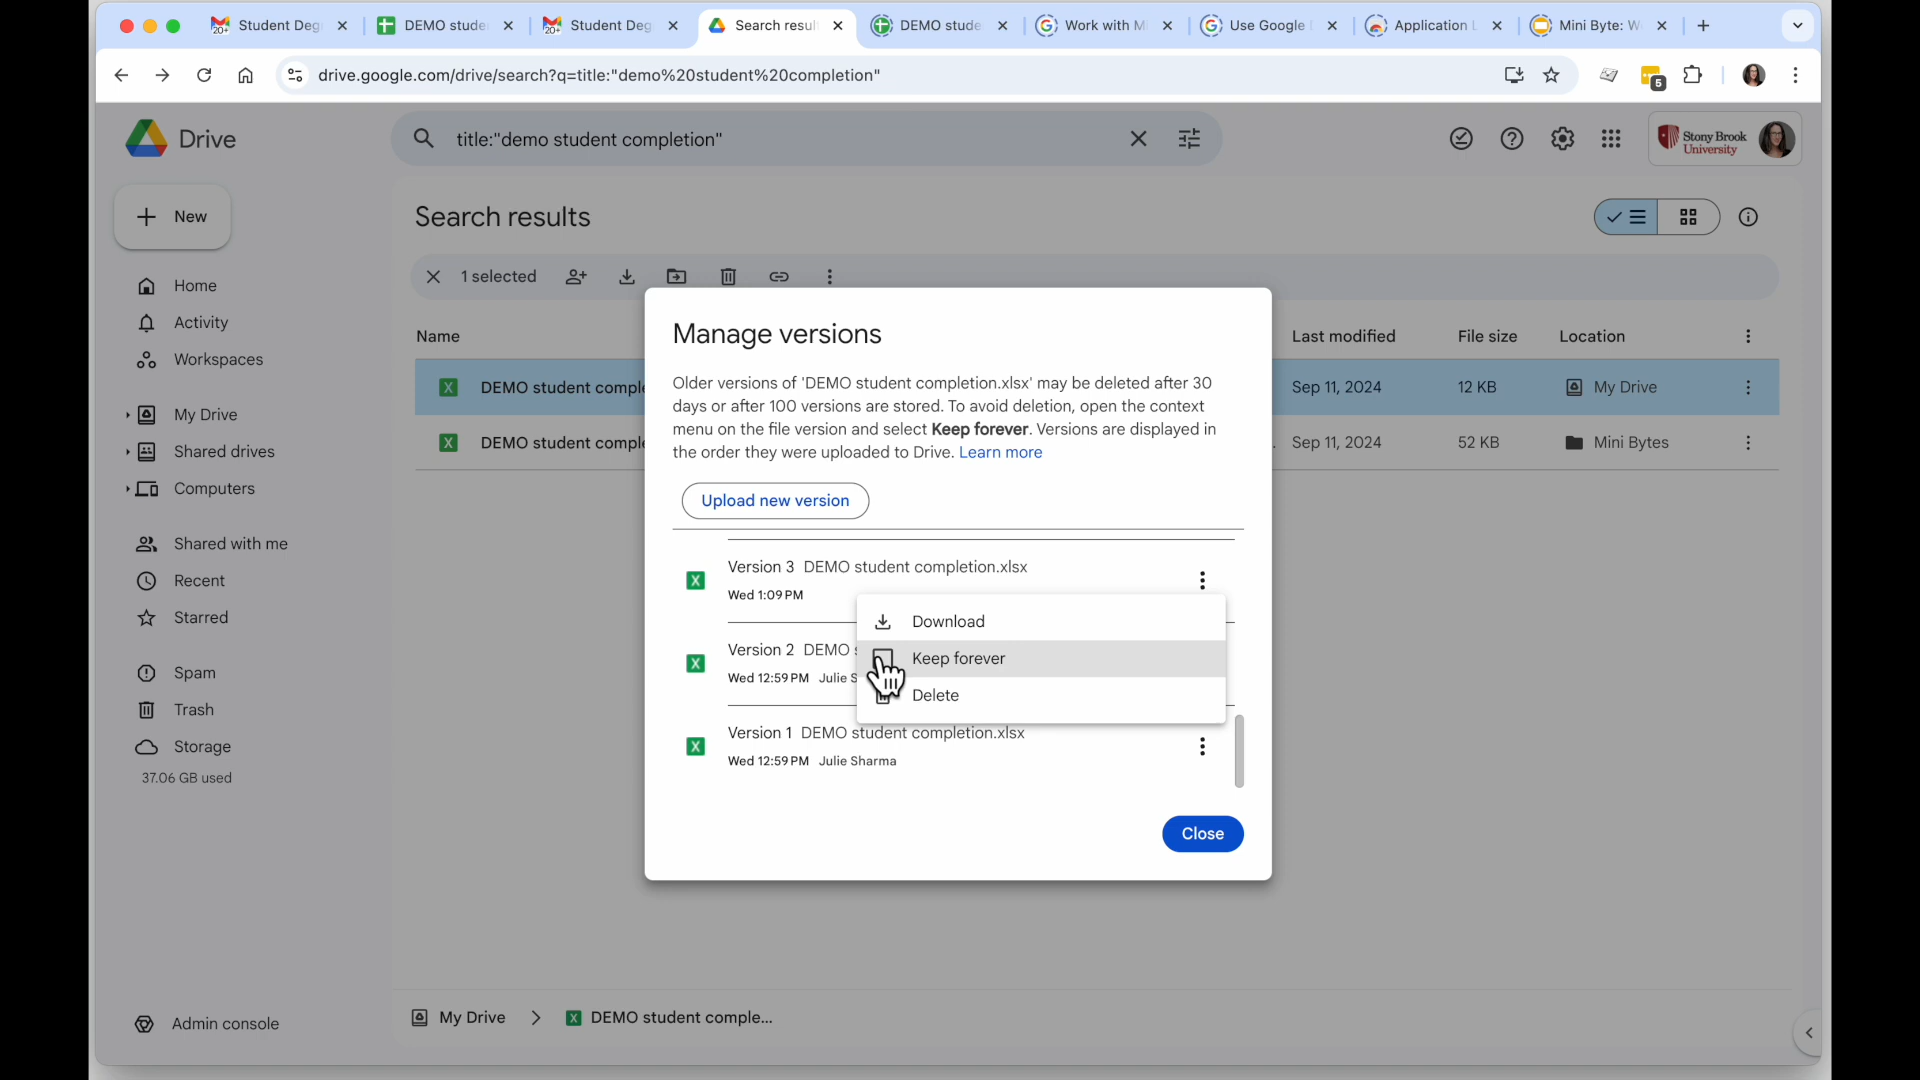 20+ Student Deg
DEMO stude
20+ Student Deg
Search resul
DEMO stude
Work with M
Use Google
Application L
Mini Byte: W
drive.google.com/drive/search?q=title:"demo%20student%20completion"
5
Drive
title:"demo student completion"
Stony Brook
University
New
Search results
1 selected
Home
Activity
Workspaces
My Drive
Shared drives
Computers
Shared with me
Recent
Starred
Spam
Trash
Storage
37.06 GB used
Admin console
Name
Last modified
File size
Location
DEMO student comple
Sep 11, 2024
12 KB
My Drive
DEMO student comple
Sep 11, 2024
52 KB
Mini Bytes
Manage versions
Older versions of 'DEMO student completion.xlsx' may be deleted after 30
days or after 100 versions are stored. To avoid deletion, open the context
menu on the file version and select Keep forever. Versions are displayed in
the order they were uploaded to Drive. Learn more
Upload new version
Version 3 DEMO student completion.xlsx
Wed 1:09 PM
Version 2 DEMO s
Wed 12:59 PM Julie S
Download
Keep forever
Delete
Version 1 DEMO student completion.xlsx
Wed 12:59 PM Julie Sharma
Close
My Drive
DEMO student comple...